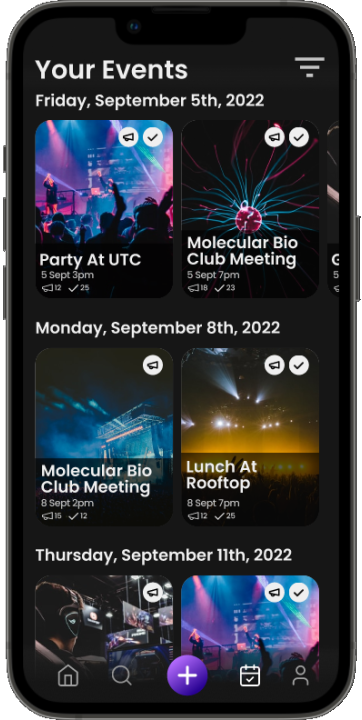 Your Events
Friday, September 5th, 2022
Party At UTC
5 Sept 3pm
12 25
Molecular Bio
Club Meeting
5 Sept 7pm
18 23
G
Monday, September 8th, 2022
Molecular Bio
Club Meeting
8 Sept 2pm
15 12
Lunch At
Rooftop
8 Sept 7pm
12 25
Thursday, September 11th, 2022